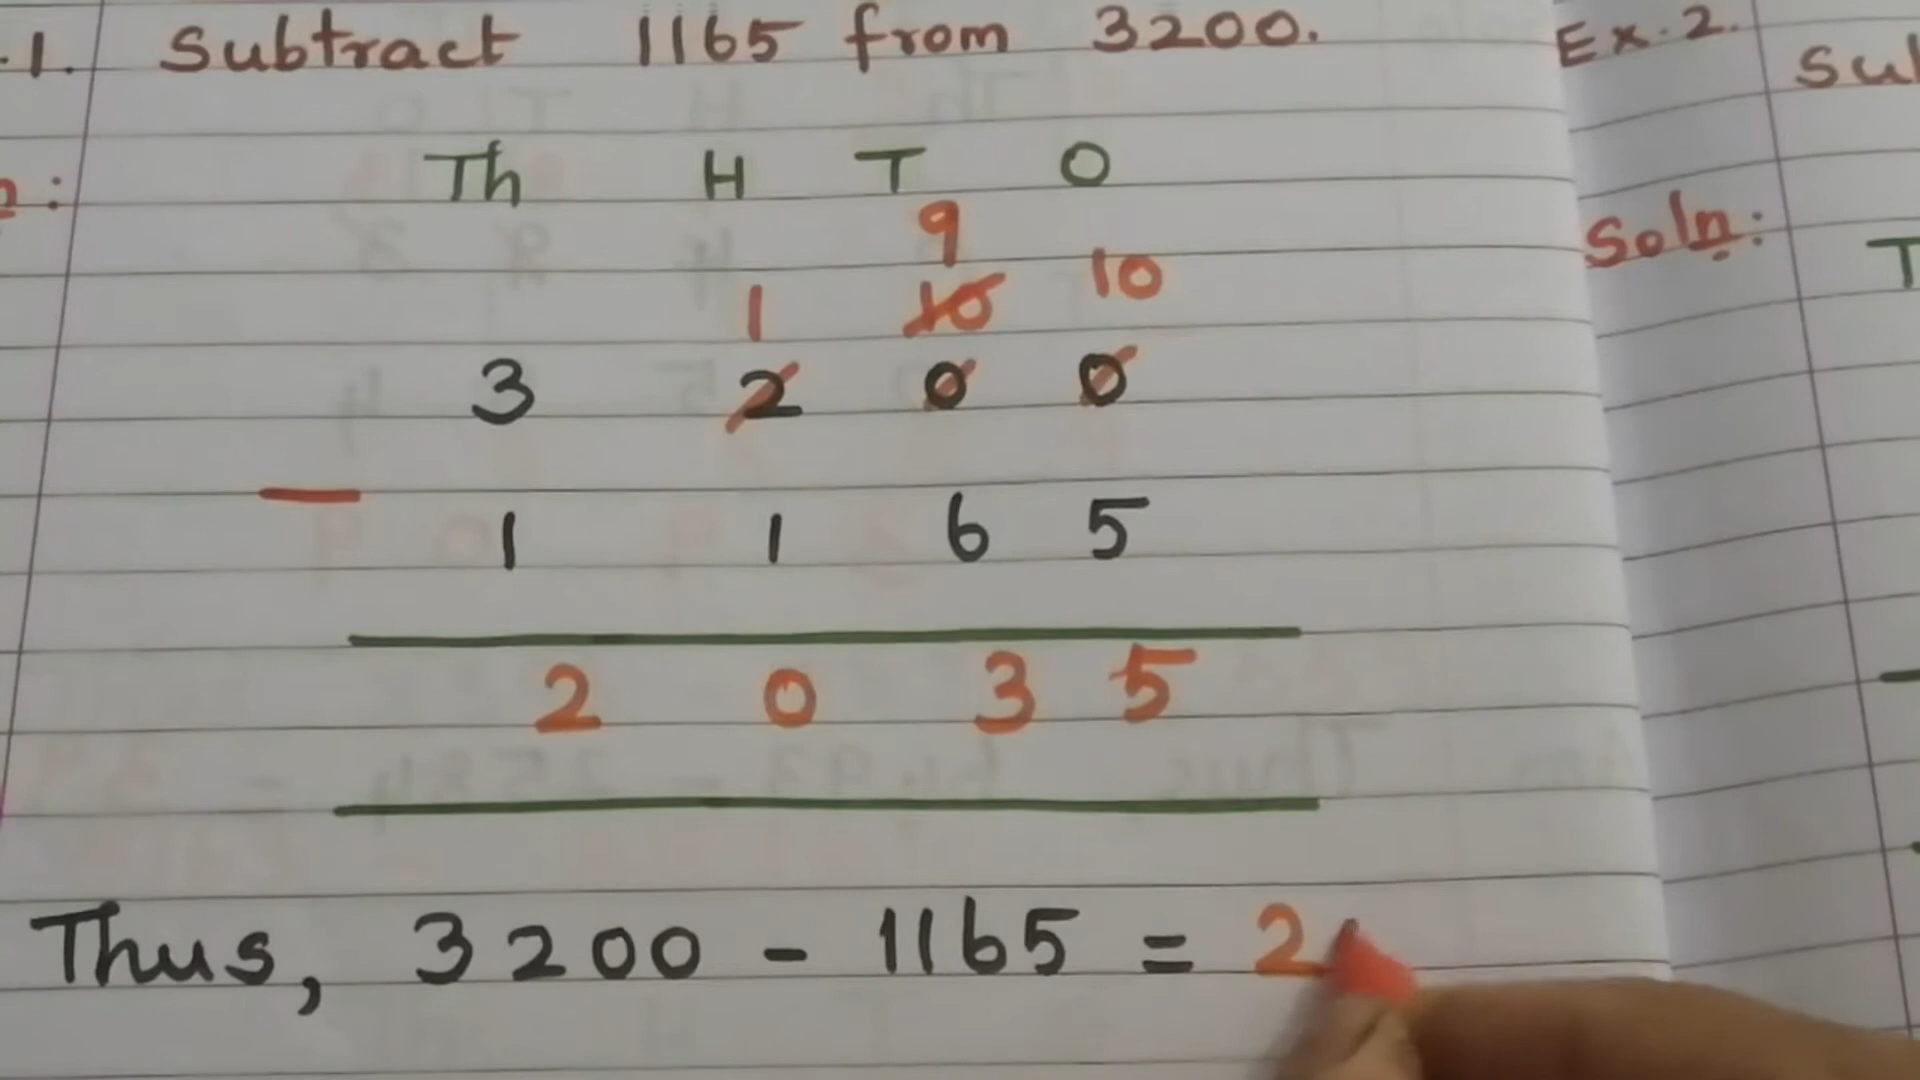 .1. Subtract 1165 from 3200.
Th H T O
9
1 10 10
3 2 0 0
— 1 1 6 5
2 0 3 5
Thus, 3200 - 1165 = 2
Ex. 2.
Soln: